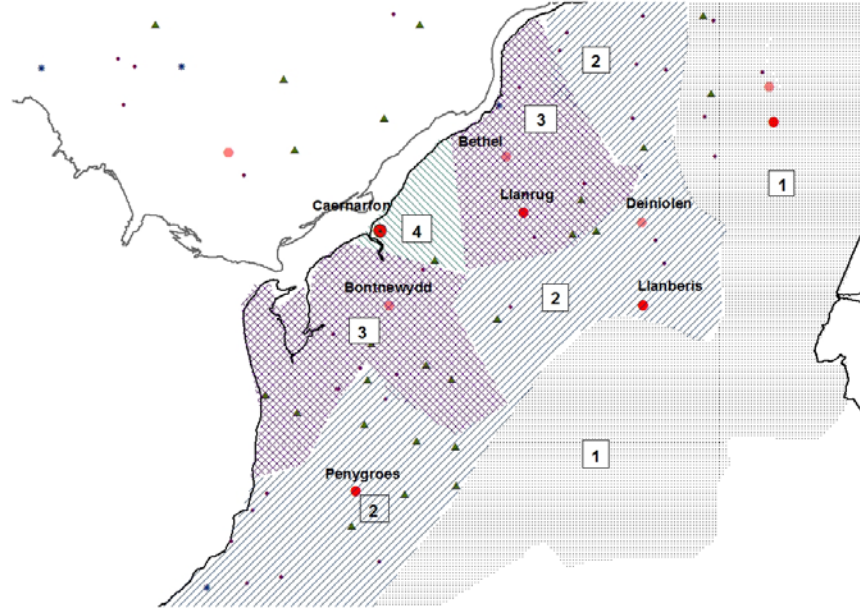 2
3
Bethel
1
Llanrug
Deiniolen
Caernarfon
4
Llanberis
Bontnewydd
2
3
1
Penygroes
2